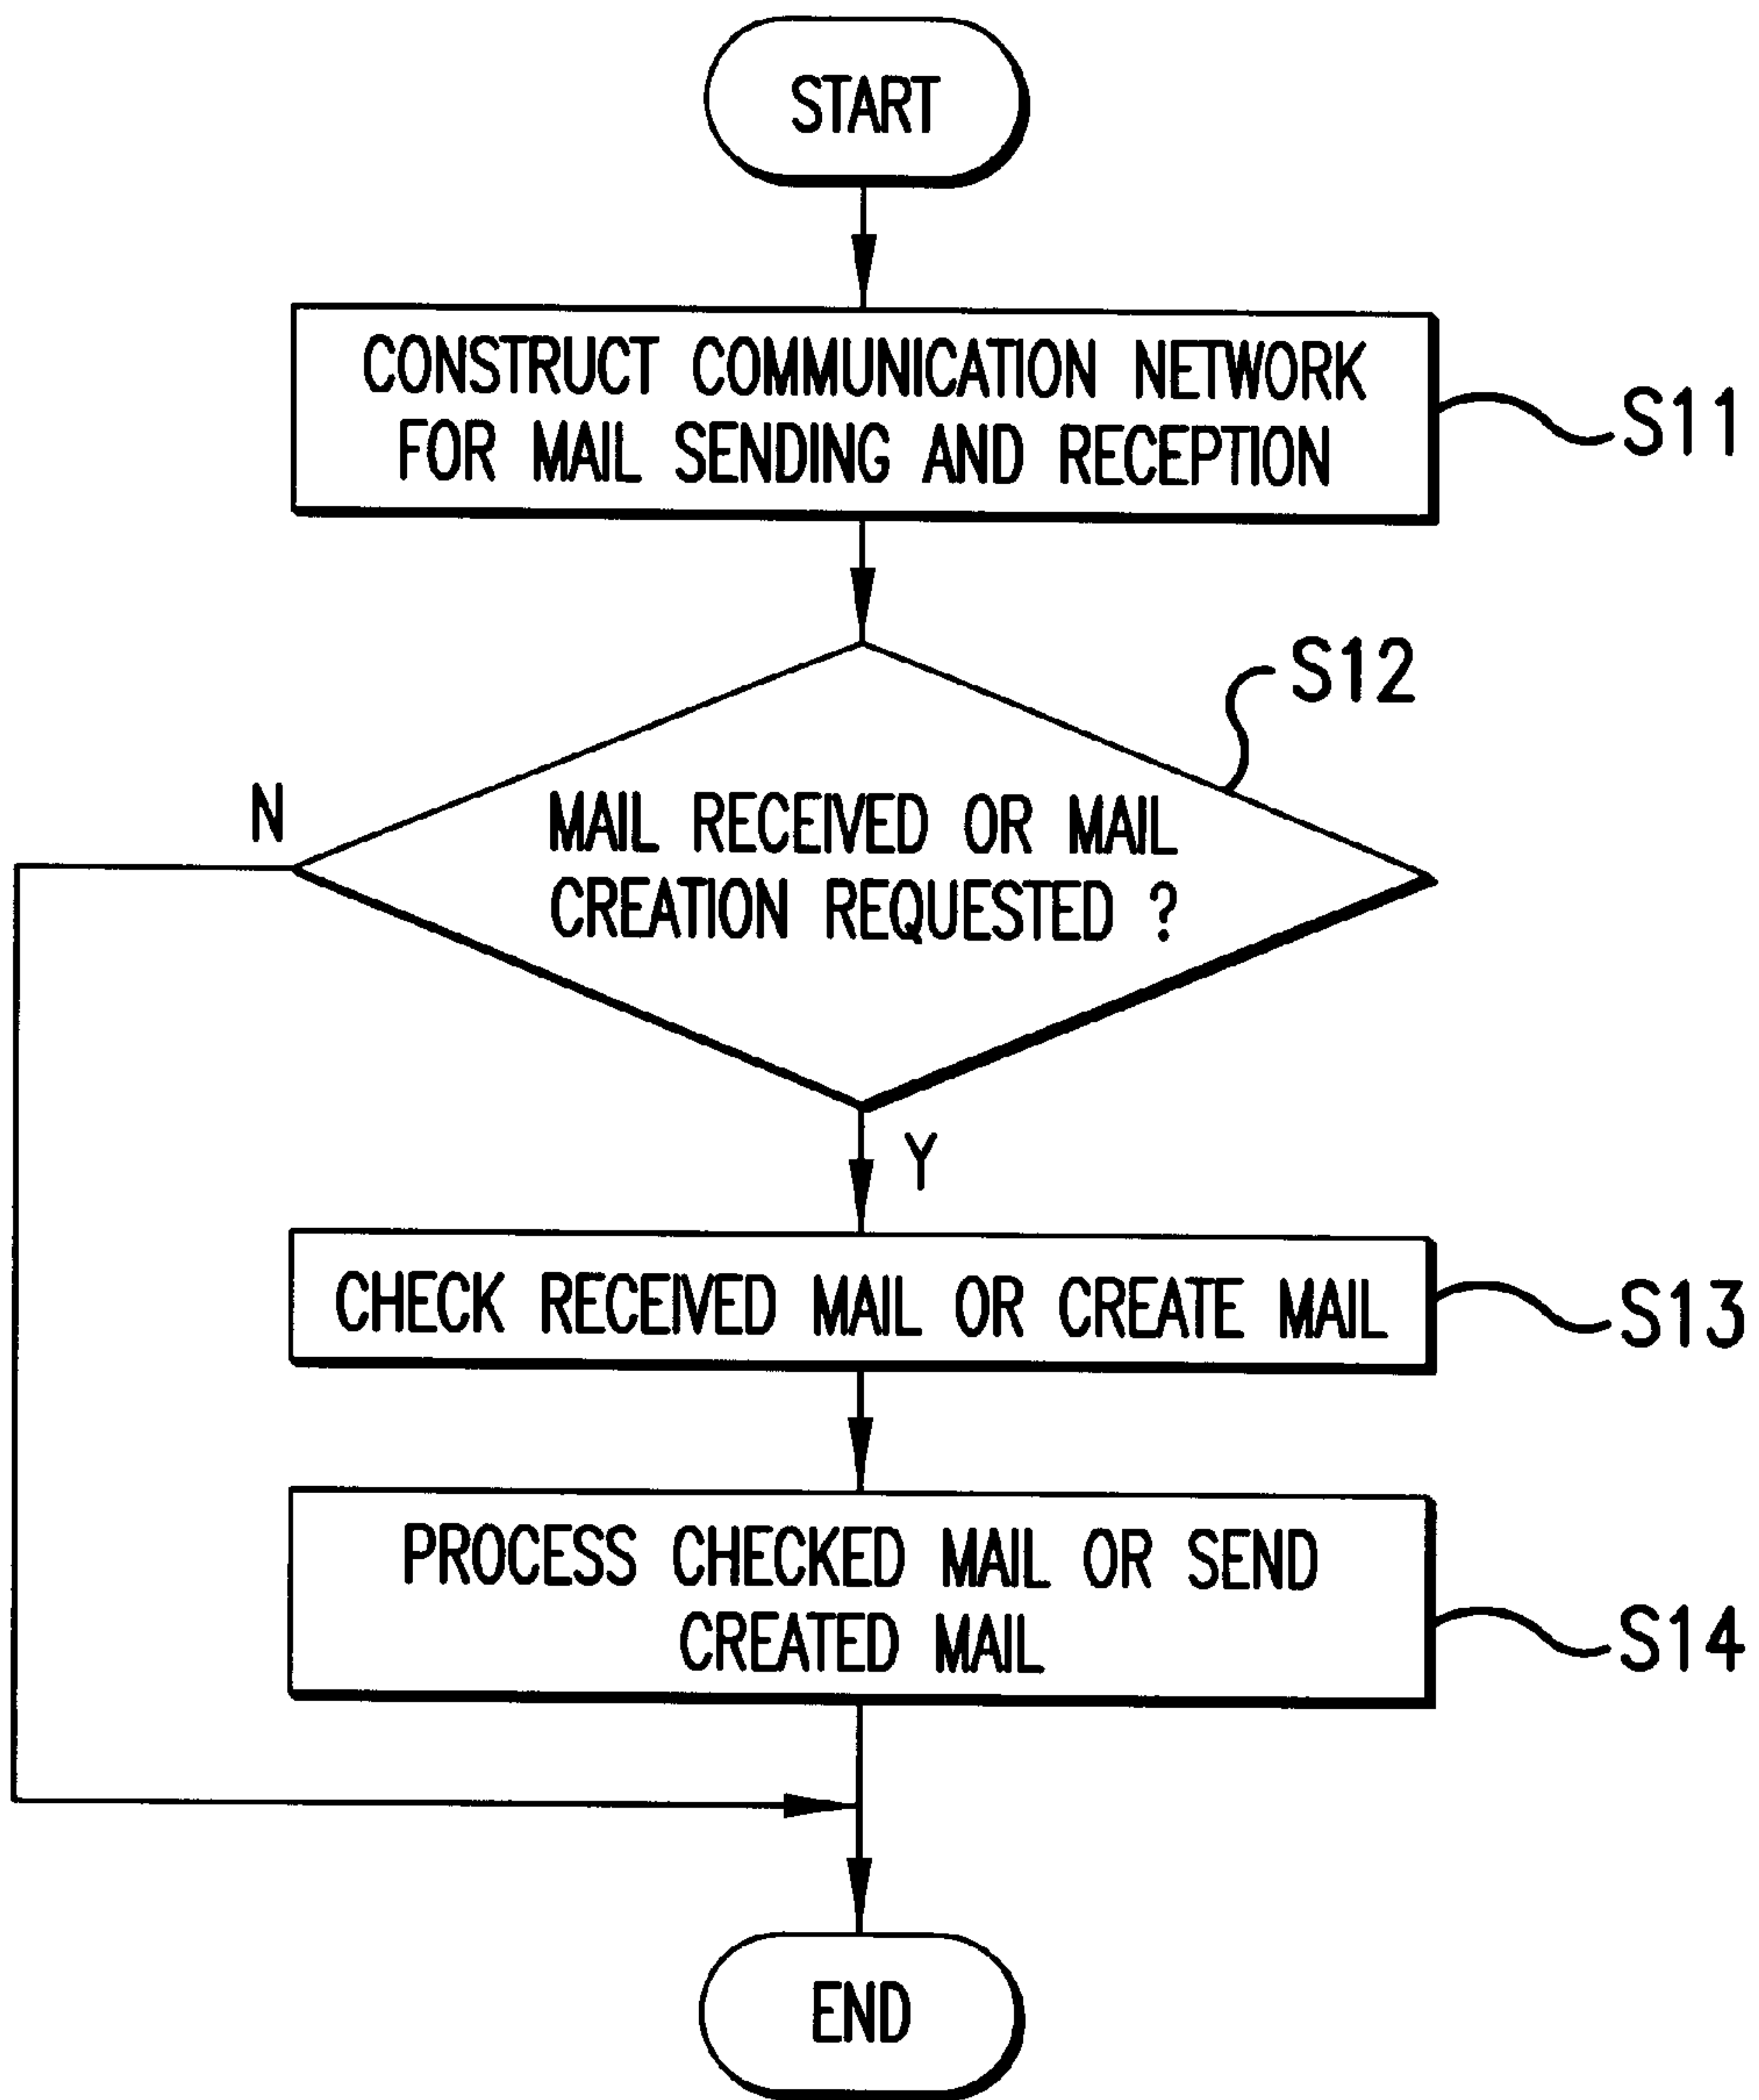 START
CONSTRUCT COMMUNICATION NETWORK
FOR MAIL SENDING AND RECEPTION
S11
S12
N
MAIL RECEIVED OR MAIL
CREATION REQUESTED ?
Y
CHECK RECEIVED MAIL OR CREATE MAIL
S13
PROCESS CHECKED MAIL OR SEND
CREATED MAIL
S14
END